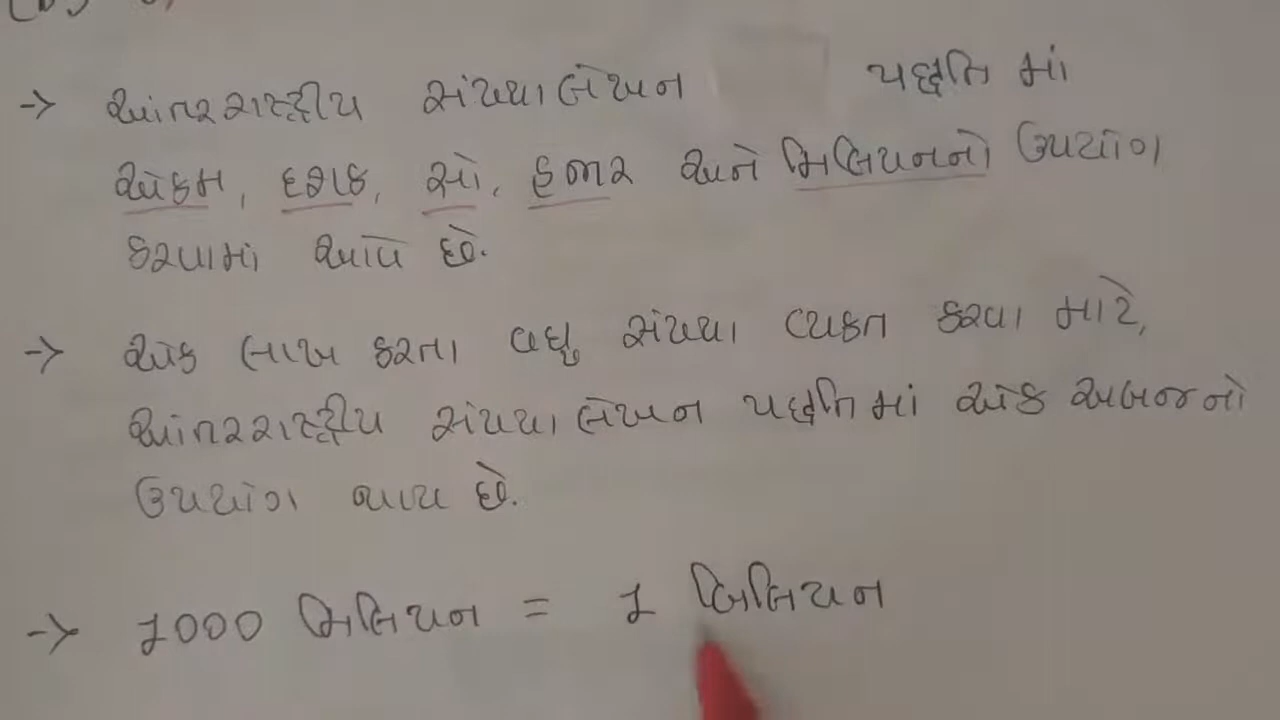 → આંતરરાષ્ટ્રીય સંખ્યાલેખન પદ્ધતિ માં
એકમ, દશક, સો, હજાર અને મિલિયનનો ઉપયોગ
કરવામાં આવે છે.
→ એક લાખ કરતા વધુ સંખ્યા વ્યક્ત કરવા માટે,
આંતરરાષ્ટ્રીય સંખ્યાલેખન પદ્ધતિમાં એક અબજનો
ઉપયોગ થાય છે.
→ 1000 મિલિયન = 1 બિલિયન